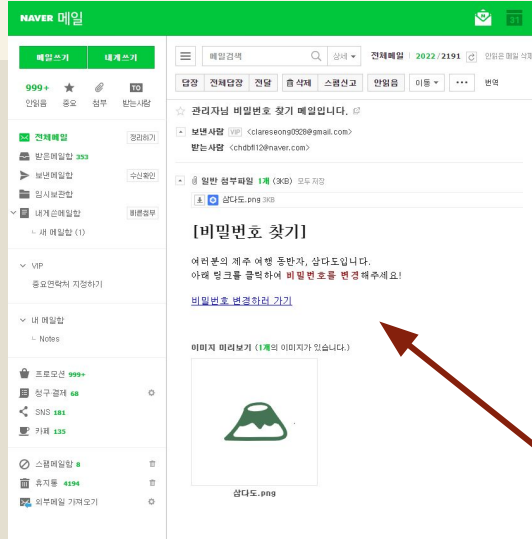 NAVER 메일
31
메일쓰기 내게쓰기
메일검색 상세 전체메일 2022/2191 안읽은 메일 삭제
답장 전체답장 전달 삭제 스팸신고 안읽음 이동 ··· 번역
999+ TO
안읽음 중요 첨부 받는사람
관리자님 비밀번호 찾기 메일입니다.
보낸사람 VIP <clareseong0928@gmail.com>
받는사람 <chdbfl12@naver.com>
전체메일 정리하기
받은메일함 393
보낸메일함 수신확인
임시보관함
내게쓴메일함 빠른첨부
새 메일함 (1)
VIP
중요연락처 지정하기
내 메일함
Notes
프로모션 999+
청구·결제 68
SNS 181
카페 135
스팸메일함 8
휴지통 4194
외부메일 가져오기
일반 첨부파일 1개 (3KB) 모두 저장
삼다도.png 3KB
[비밀번호 찾기]
여러분의 제주 여행 동반자, 삼다도입니다.
아래 링크를 클릭하여 비밀번호를 변경해주세요!
비밀번호 변경하러 가기
이미지 미리보기 (1개의 이미지가 있습니다.)
삼다도.png